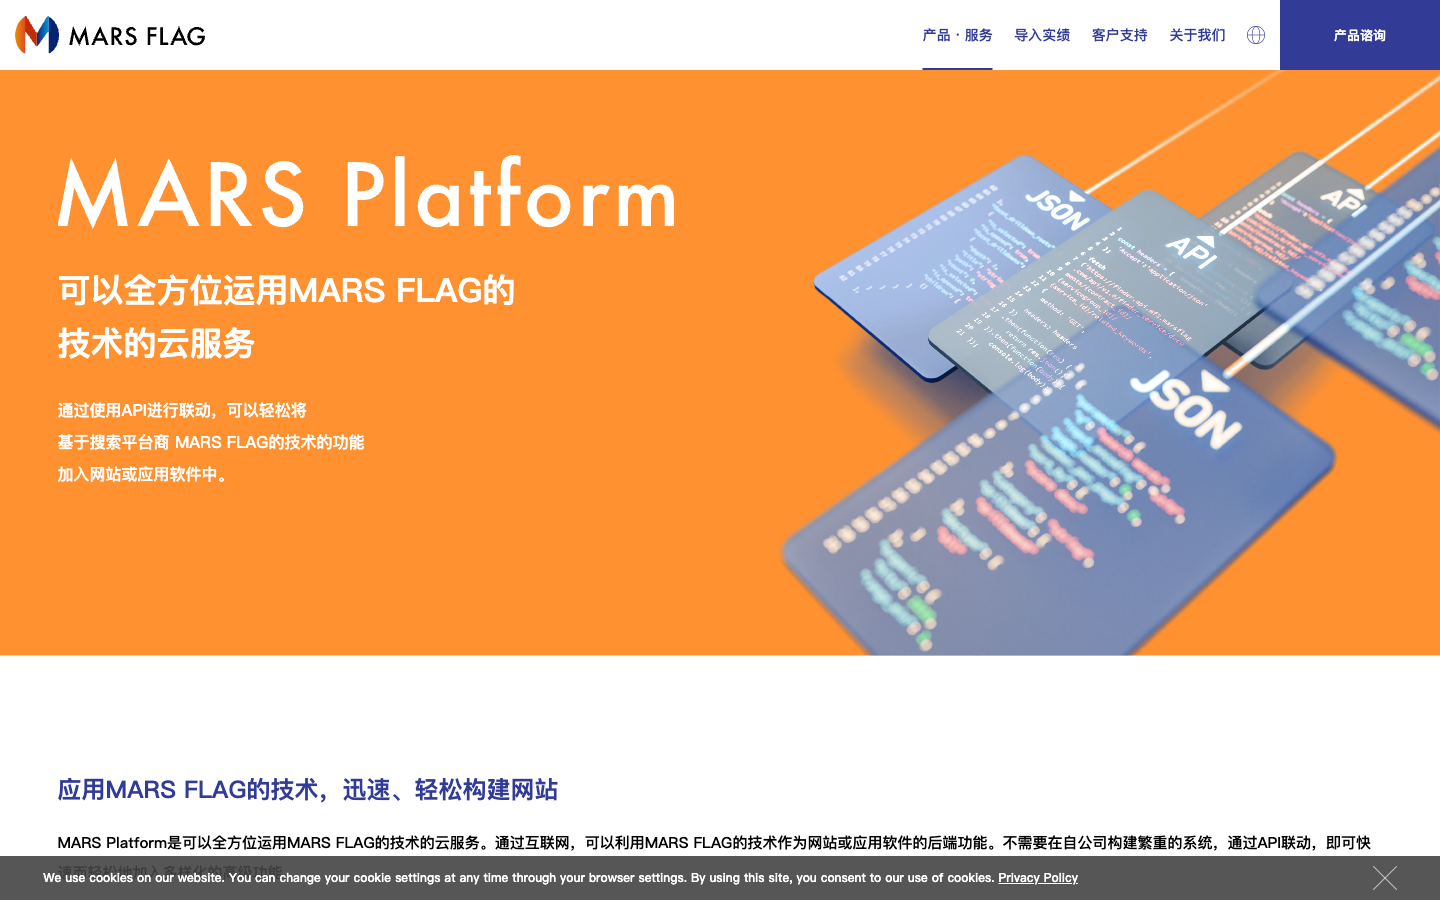 MARS FLAG
产品·服务
导入实绩
客户支持
关于我们
产品谘询
MARS Platform
可以全方位运用MARS FLAG的
技术的云服务
通过使用API进行联动，可以轻松将
基于搜索平台商 MARS FLAG的技术的功能
加入网站或应用软件中。
JSON
API
API
JSON
应用MARS FLAG的技术，迅速、轻松构建网站
MARS Platform是可以全方位运用MARS FLAG的技术的云服务。通过互联网，可以利用MARS FLAG的技术作为网站或应用软件的后端功能。不需要在自公司构建繁重的系统，通过API联动，即可快
We use cookies on our website. You can change your cookie settings at any time through your browser settings. By using this site, you consent to our use of cookies. Privacy Policy